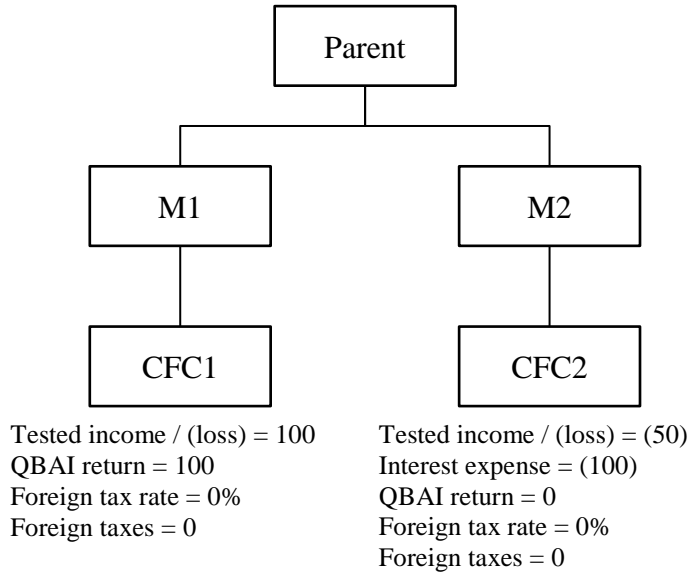 Parent
M1
M2
CFC1
CFC2
Tested income / (loss) = 100
QBAI return = 100
Foreign tax rate = 0%
Foreign taxes = 0
Tested income / (loss) = (50)
Interest expense = (100)
QBAI return = 0
Foreign tax rate = 0%
Foreign taxes = 0